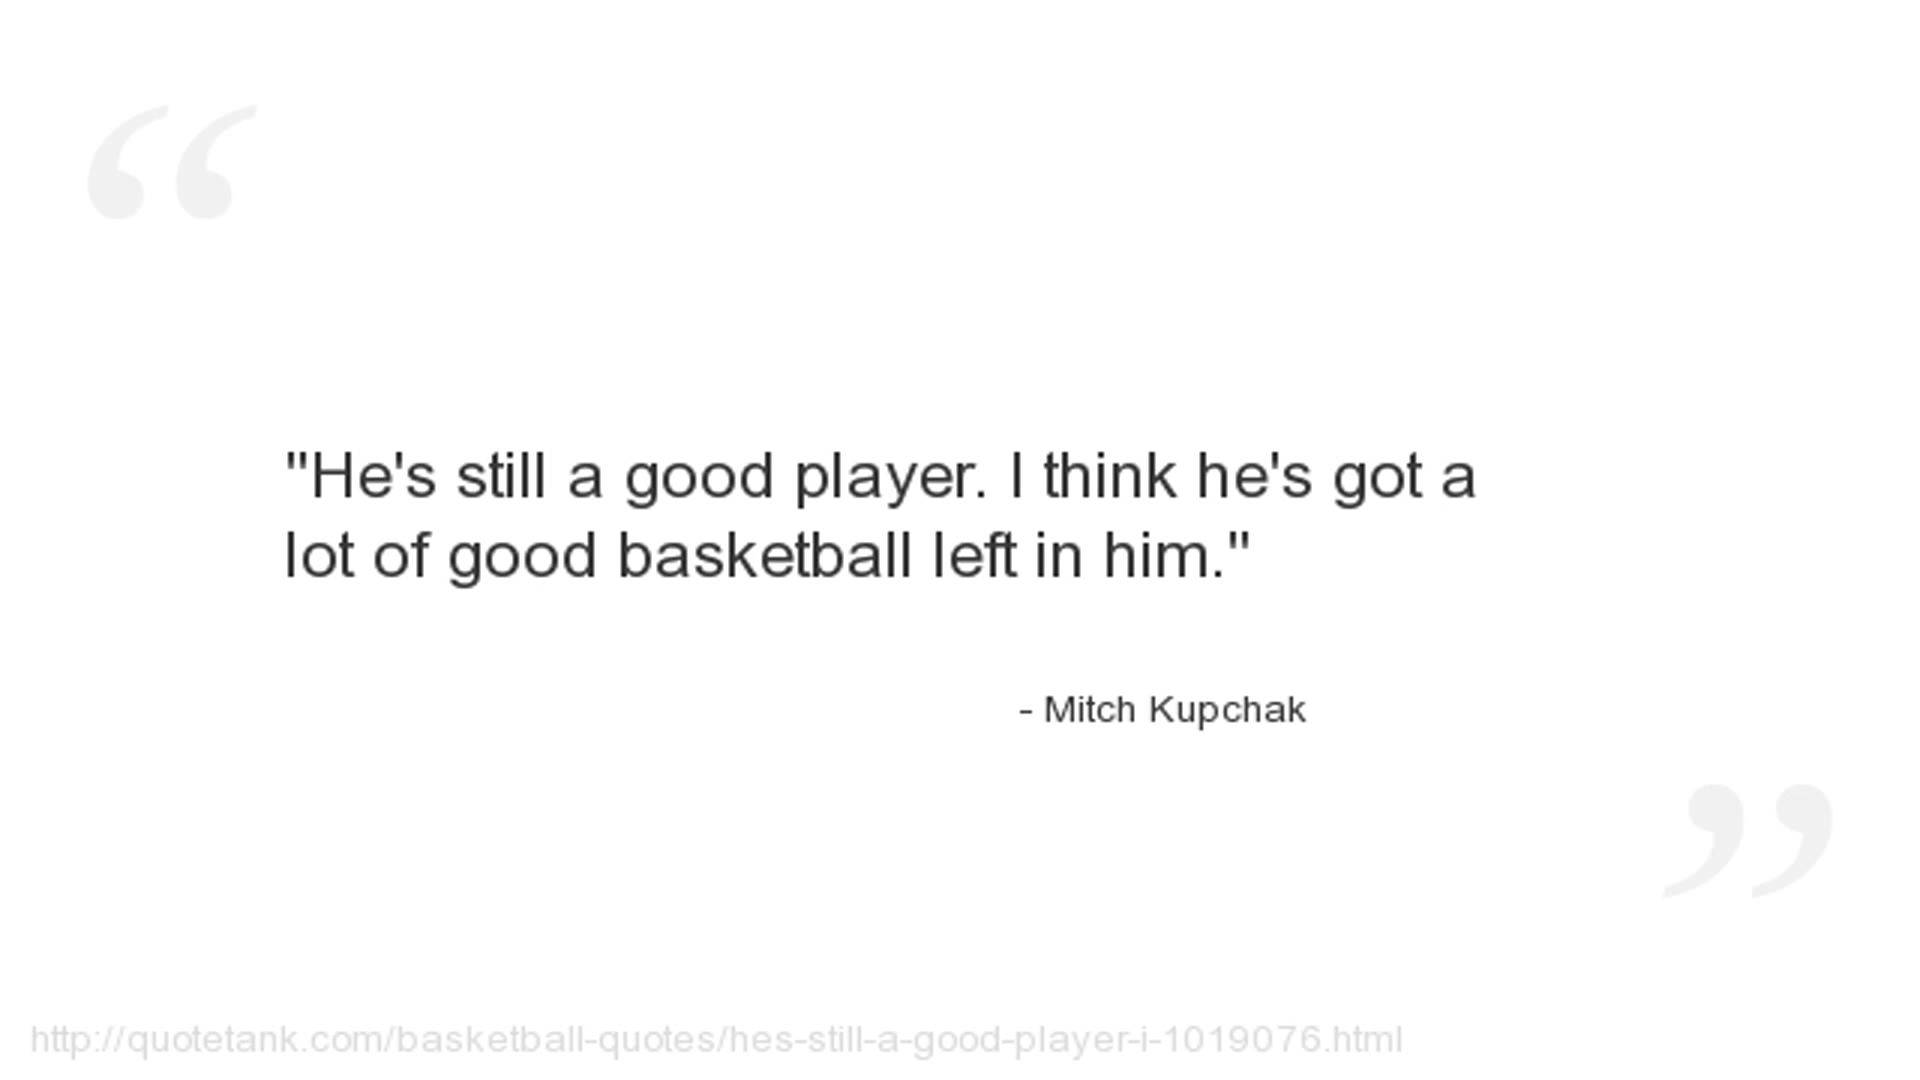 "He's still a good player. I think he's got a
lot of good basketball left in him."
- Mitch Kupchak
http://quotetank.com/basketball-quotes/hes-still-a-good-player-i-1019076.html